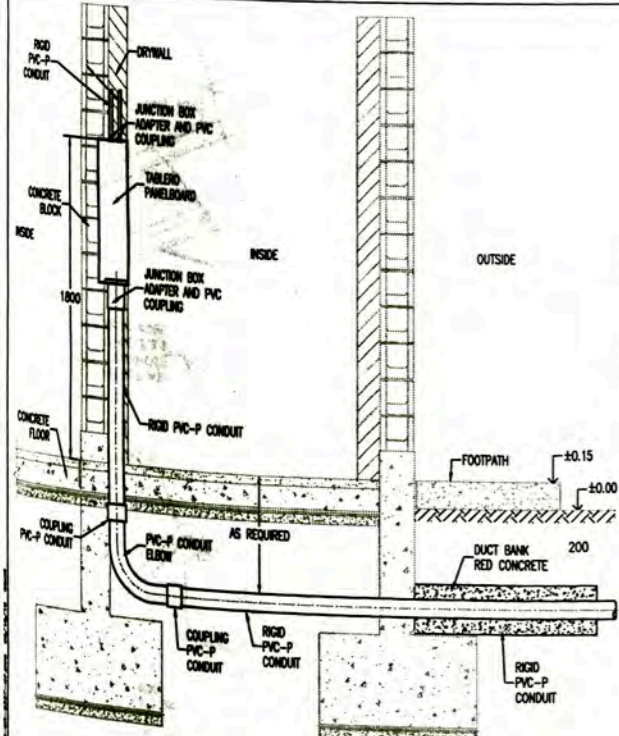 RIGID
PVC-P
CONDUIT
DRYWALL
JUNCTION BOX
ADAPTER AND PVC
COUPLING
TABLERO
PANELBOARD
CONCRETE
BLOCK
INSIDE
INSIDE
OUTSIDE
JUNCTION BOX
ADAPTER AND PVC
COUPLING
1800
RIGID PVC-P CONDUIT
CONCRETE
FLOOR
FOOTPATH
±0.15
±0.00
COUPLING
PVC-P CONDUIT
PVC-P CONDUIT
ELBOW
AS REQUIRED
200
DUCT BANK
RED CONCRETE
COUPLING
PVC-P
CONDUIT
RIGID
PVC-P
CONDUIT
RIGID
PVC-P
CONDUIT